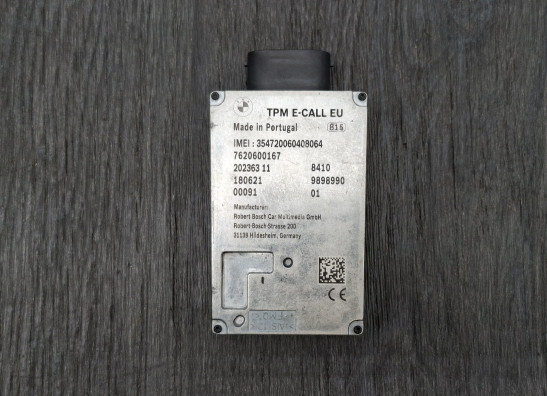 TPM E-CALL EU
Made in Portugal
IMEI : 354720060408064
7620600167
202363 11 8410
180621 9898990
00091 01
Manufacturer:
Robert Bosch Car Multimedia GmbH
Robert Bosch Strasse 200
31139 Hildesheim, Germany
CE